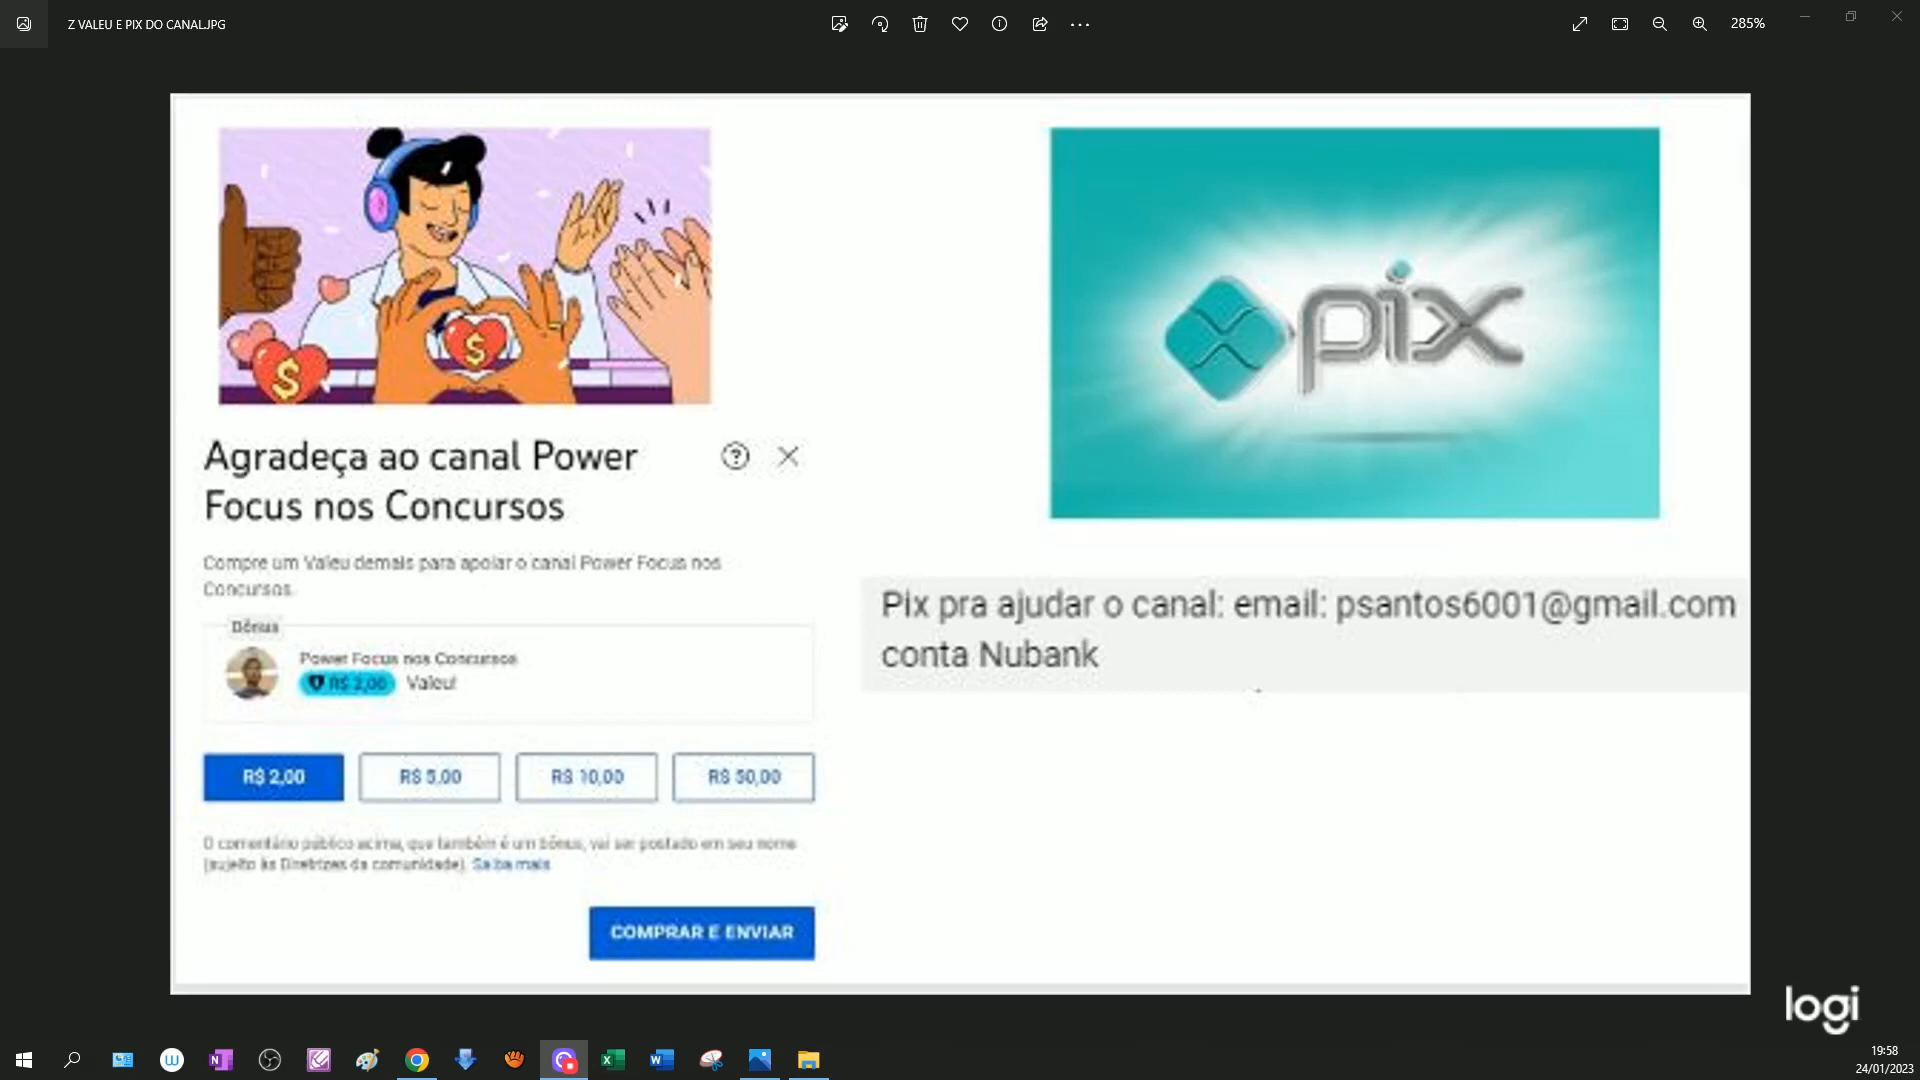 Z VALEU E PIX DO CANAL.JPG
285%
pix
Agradeça ao canal Power
Focus nos Concursos
Compre um Valeu demais para apoiar o canal Power Focus nos
Concursos.
Bônus
Power Focus nos Concursos
R$ 2,00 Valeu!
R$ 2,00 R$ 5,00 R$ 10,00 R$ 50,00
O comentário público acima, que também é um bônus, vai ser postado em seu nome
(sujeito às Diretrizes da comunidade). Saiba mais
COMPRAR E ENVIAR
Pix pra ajudar o canal: email: psantos6001@gmail.com
conta Nubank
logi
19:58
24/01/2023